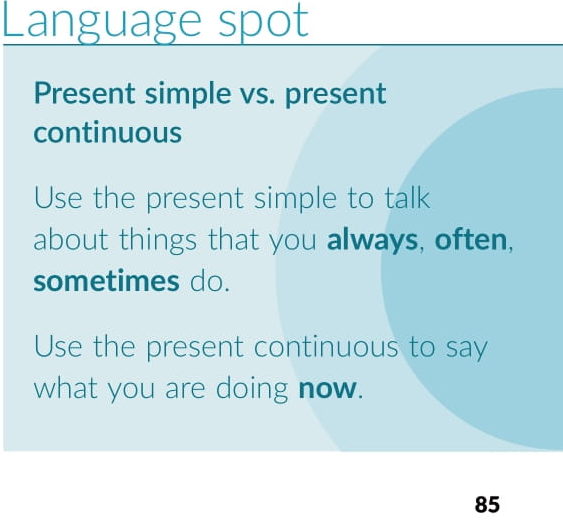 Language spot
Present simple vs. present
continuous
Use the present simple to talk
about things that you always, often,
sometimes do.
Use the present continuous to say
what you are doing now.
85